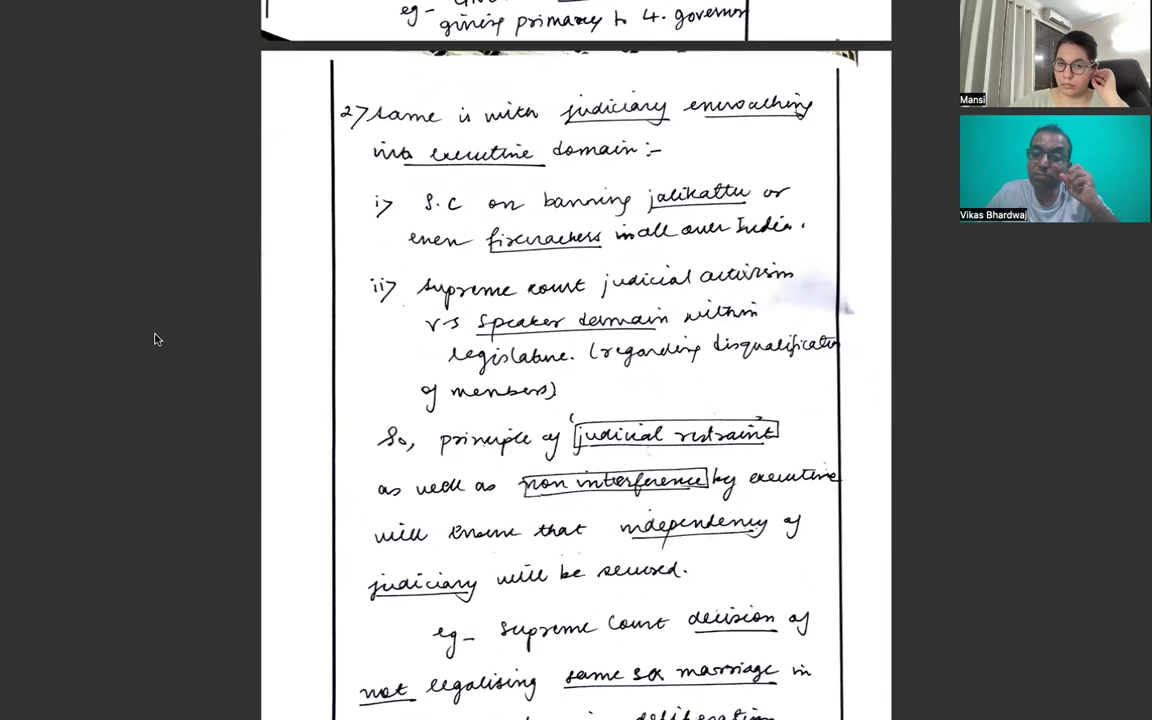 eg-
giving primacy to L. governor
2) Same is with judiciary encroaching
into executive domain :-
i) S.C on banning jallikattu or
even firecrackers in all over India.
ii) Supreme court judicial activism
v-s Speaker domain within
legislature. (regarding disqualification
of members)
So, principle of 'judicial restraint'
as well as non interference by executive
will ensure that independency of
judiciary will be secured.
eg- Supreme Court decision of
not legalising same sex marriage in
deliberation
Mansi
Vikas Bhardwaj